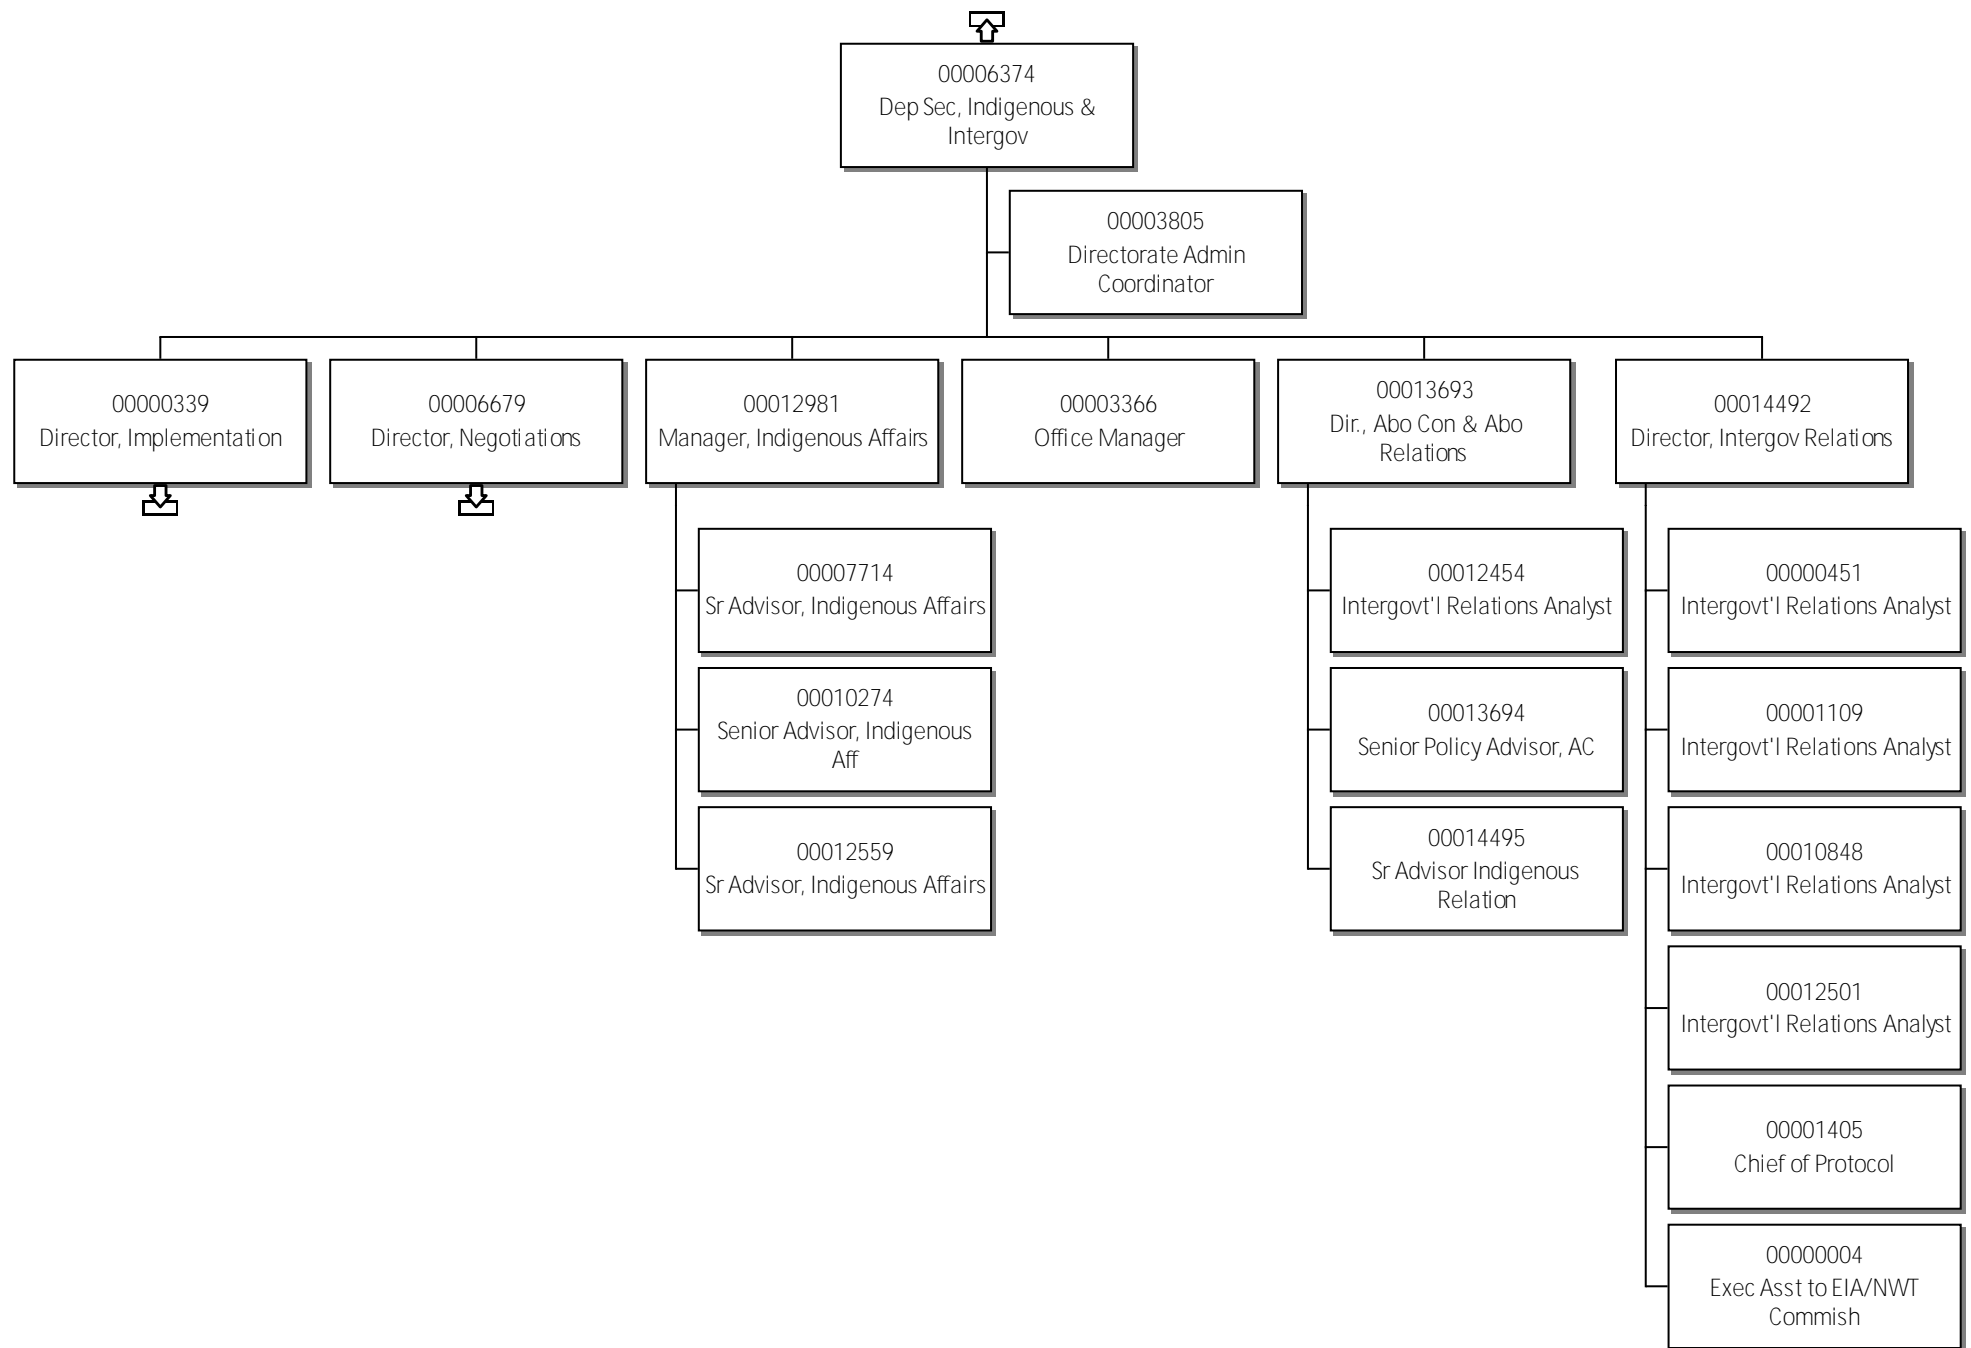 00006374
Dep Sec, Indigenous &
Intergov
00003805
Directorate Admin
Coordinator
00000339
Director, Implementation
00006679
Director, Negotiations
00012981
Manager, Indigenous Affairs
00003366
Office Manager
00013693
Dir., Abo Con & Abo
Relations
00014492
Director, Intergov Relations
00007714
Sr Advisor, Indigenous Affairs
00010274
Senior Advisor, Indigenous
Aff
00012559
Sr Advisor, Indigenous Affairs
00012454
Intergovt'l Relations Analyst
00013694
Senior Policy Advisor, AC
00014495
Sr Advisor Indigenous
Relation
00000451
Intergovt'l Relations Analyst
00001109
Intergovt'l Relations Analyst
00010848
Intergovt'l Relations Analyst
00012501
Intergovt'l Relations Analyst
00001405
Chief of Protocol
00000004
Exec Asst to EIA/NWT
Commish